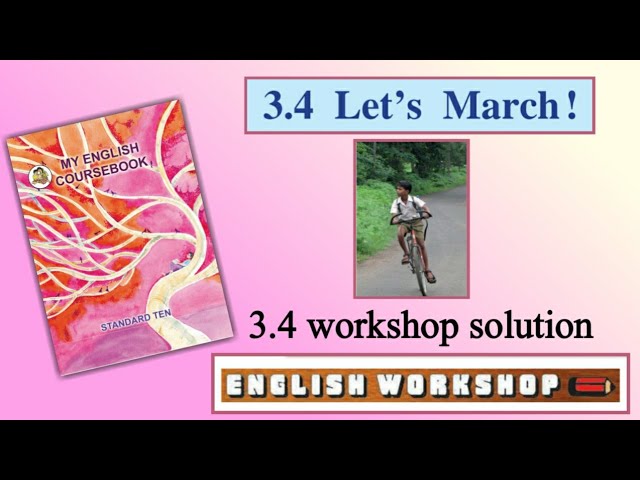 3.4 Let's March!
MY ENGLISH
COURSEBOOK
STANDARD TEN
3.4 workshop solution
ENGLISH WORKSHOP